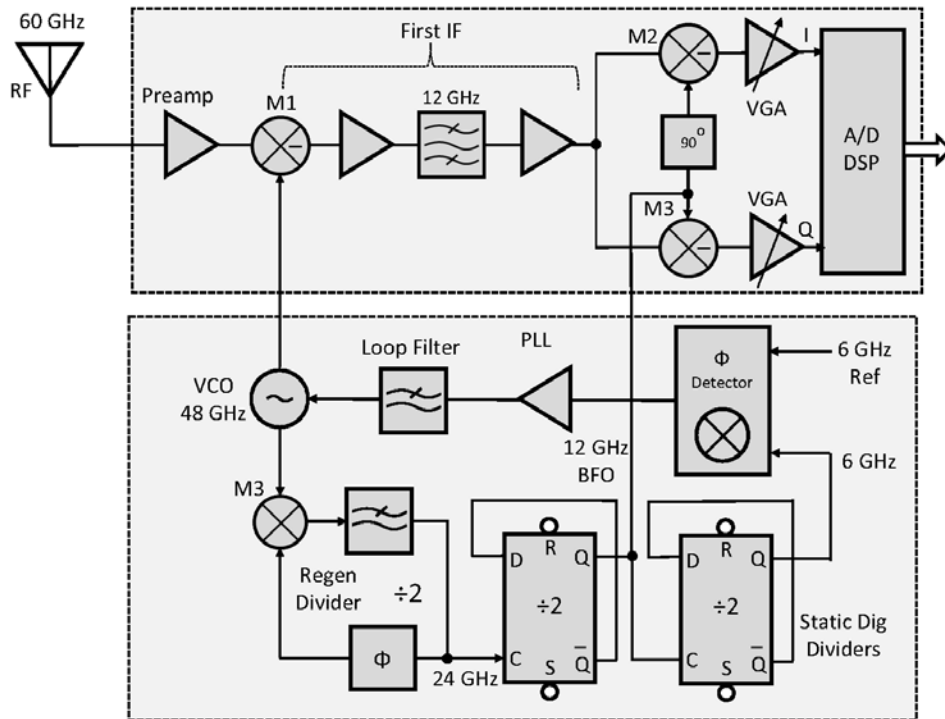 60 GHz
RF
Preamp
M1
First IF
12 GHz
M2
I
VGA
90°
A/D
DSP
M3
VGA
Q
VCO
48 GHz
Loop Filter
PLL
Φ
Detector
6 GHz
Ref
6 GHz
12 GHz
BFO
M3
Regen
Divider
÷2
Φ
24 GHz
D
R
Q
÷2
C
S
Q̅
D
R
Q
÷2
C
S
Q̅
Static Dig
Dividers